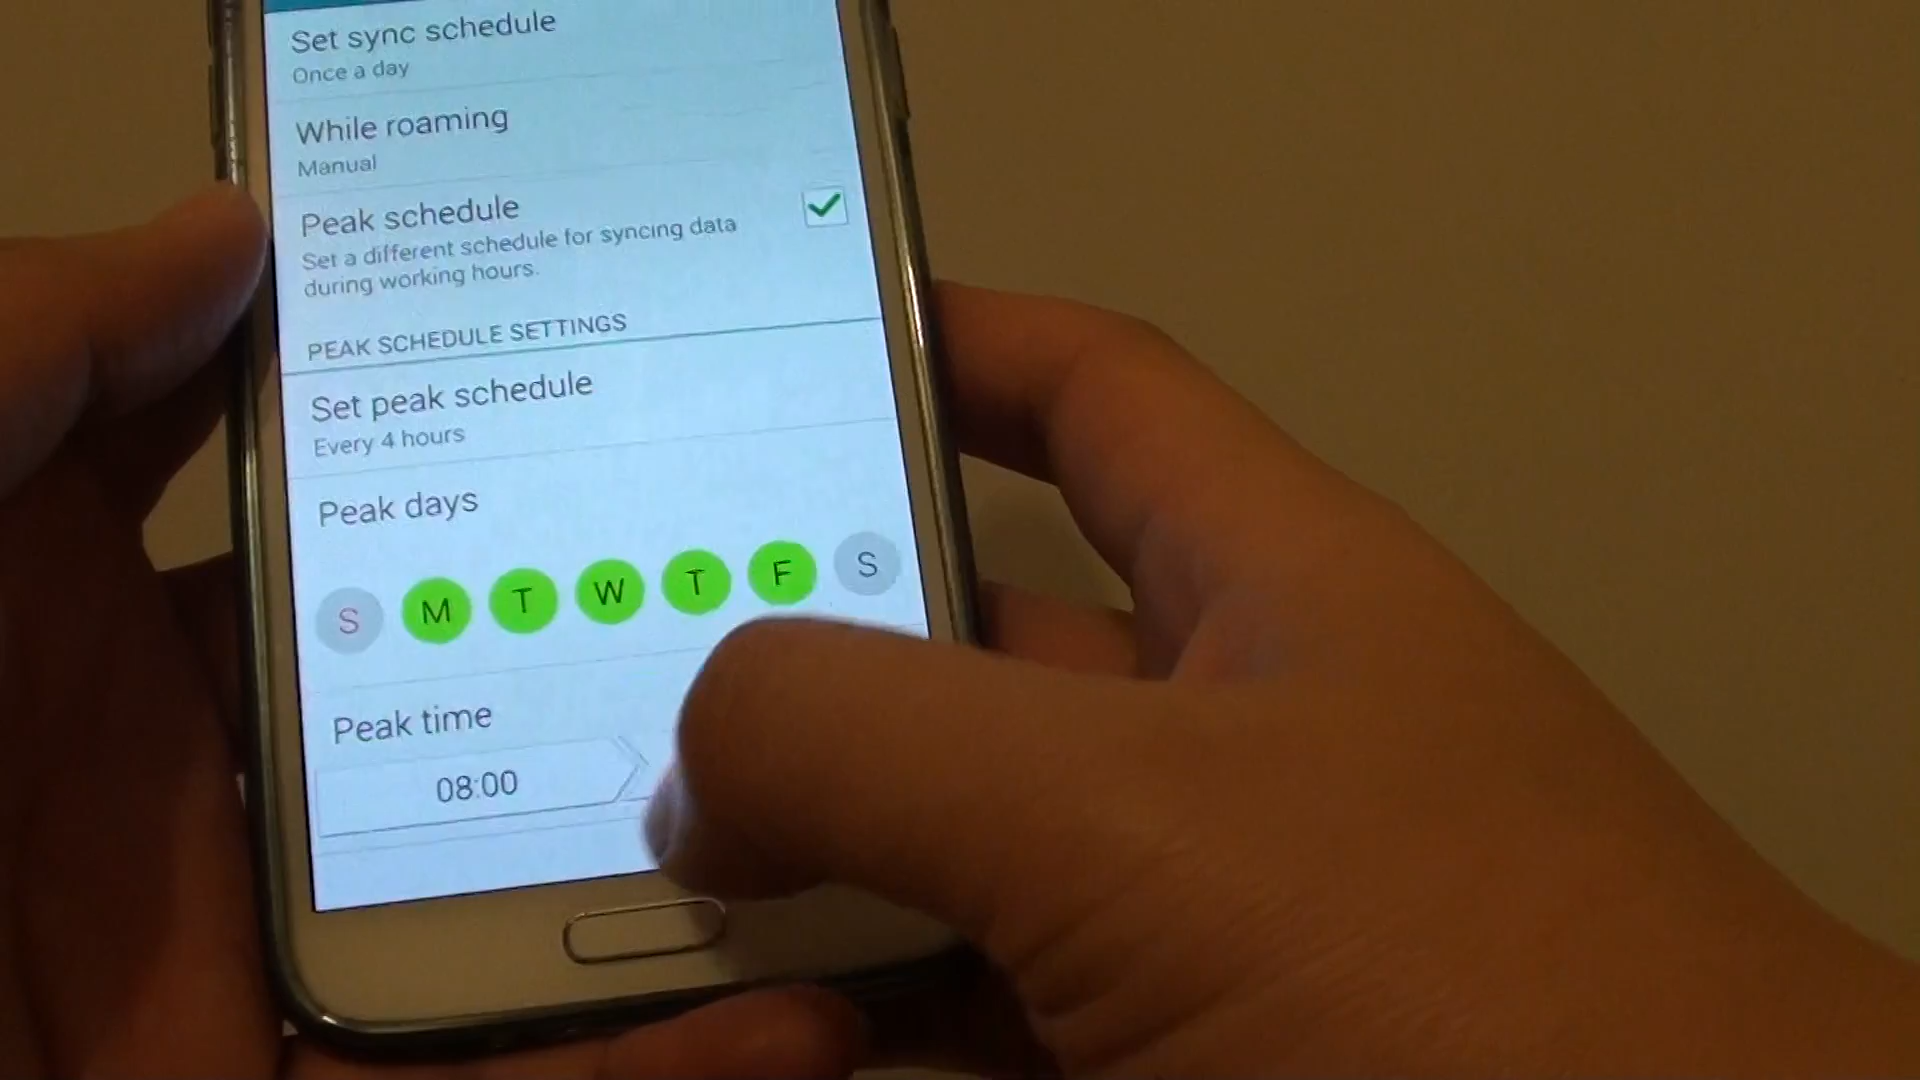 Set sync schedule
Once a day
While roaming
Manual
Peak schedule
Set a different schedule for syncing data
during working hours.
PEAK SCHEDULE SETTINGS
Set peak schedule
Every 4 hours
Peak days
S M T W T F S
Peak time
08:00